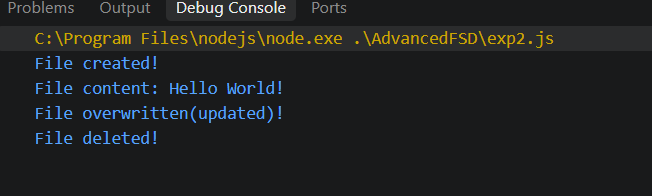 Problems Output Debug Console Ports
C:\Program Files\nodejs\node.exe .\AdvancedFSD\exp2.js
File created!
File content: Hello World!
File overwritten(updated)!
File deleted!